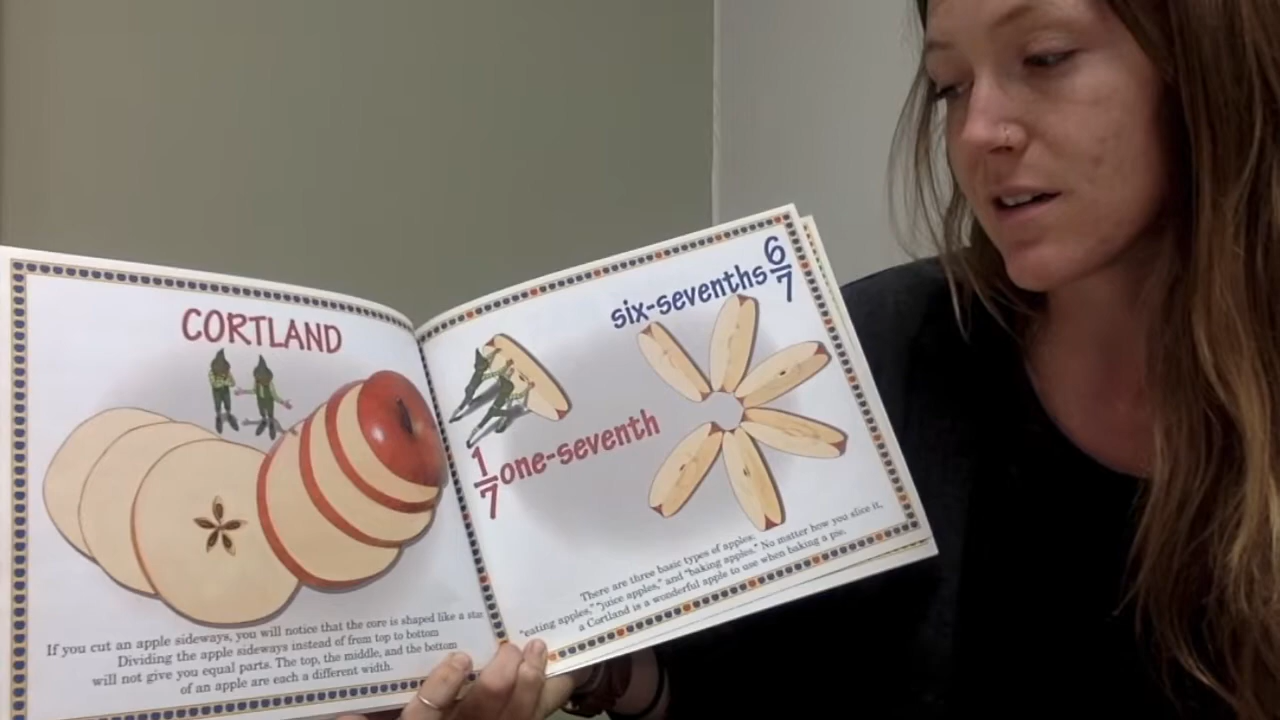 CORTLAND
If you cut an apple sideways, you will notice that the core is shaped like a star
Dividing the apple sideways instead of from top to bottom
will not give you equal parts. The top, the middle, and the bottom
of an apple are each a different width.
six-sevenths 6/7
1/7 one-seventh
There are three basic types of apples:
"eating apples," "juice apples," and "baking apples." No matter how you slice it,
a Cortland is a wonderful apple to use when baking a pie.